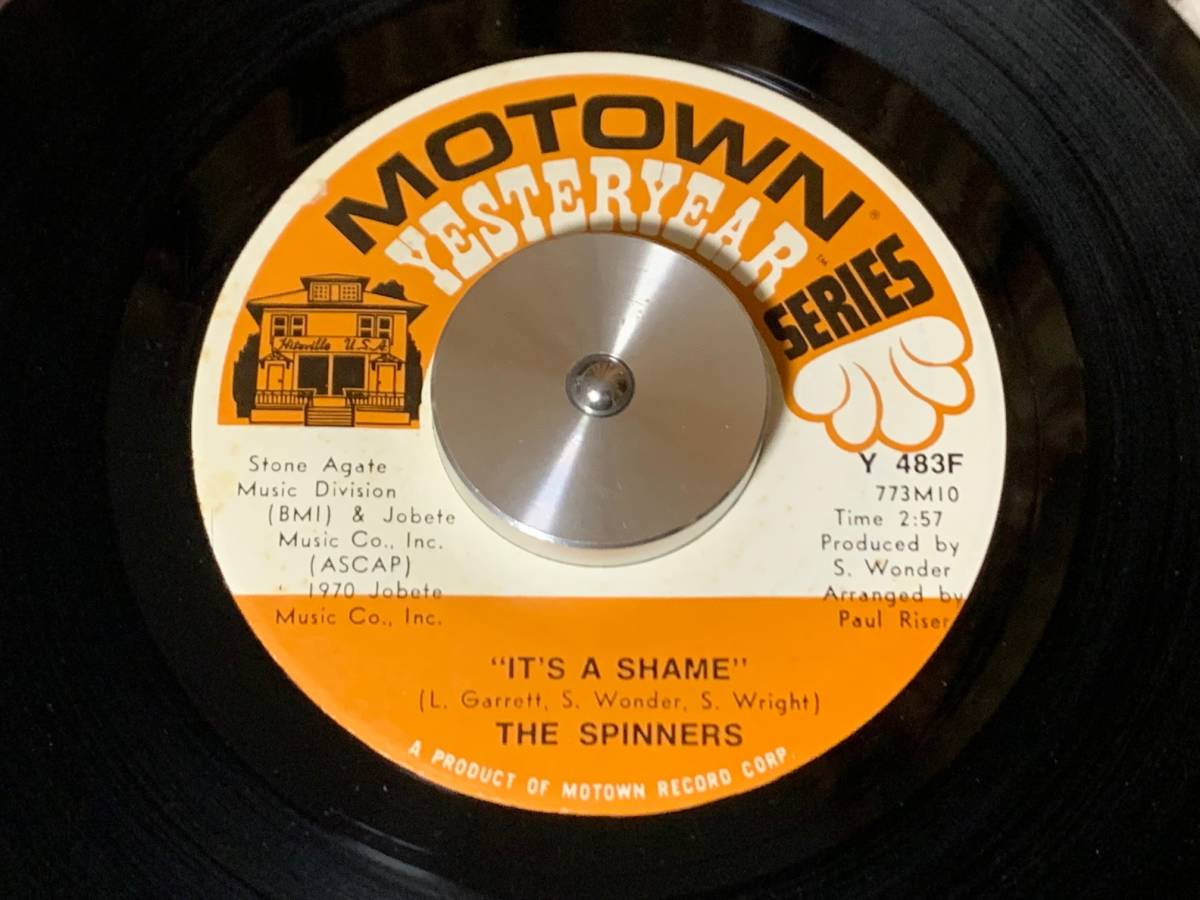 MOTOWN®
YESTERYEAR™
SERIES
Hitsville U.S.A
Stone Agate
Music Division
(BMI) & Jobete
Music Co., Inc.
(ASCAP)
1970 Jobete
Music Co., Inc.
Y 483F
773M10
Time 2:57
Produced by
S. Wonder
Arranged by
Paul Riser
"IT'S A SHAME"
(L. Garrett, S. Wonder, S. Wright)
THE SPINNERS
A PRODUCT OF MOTOWN RECORD CORP.